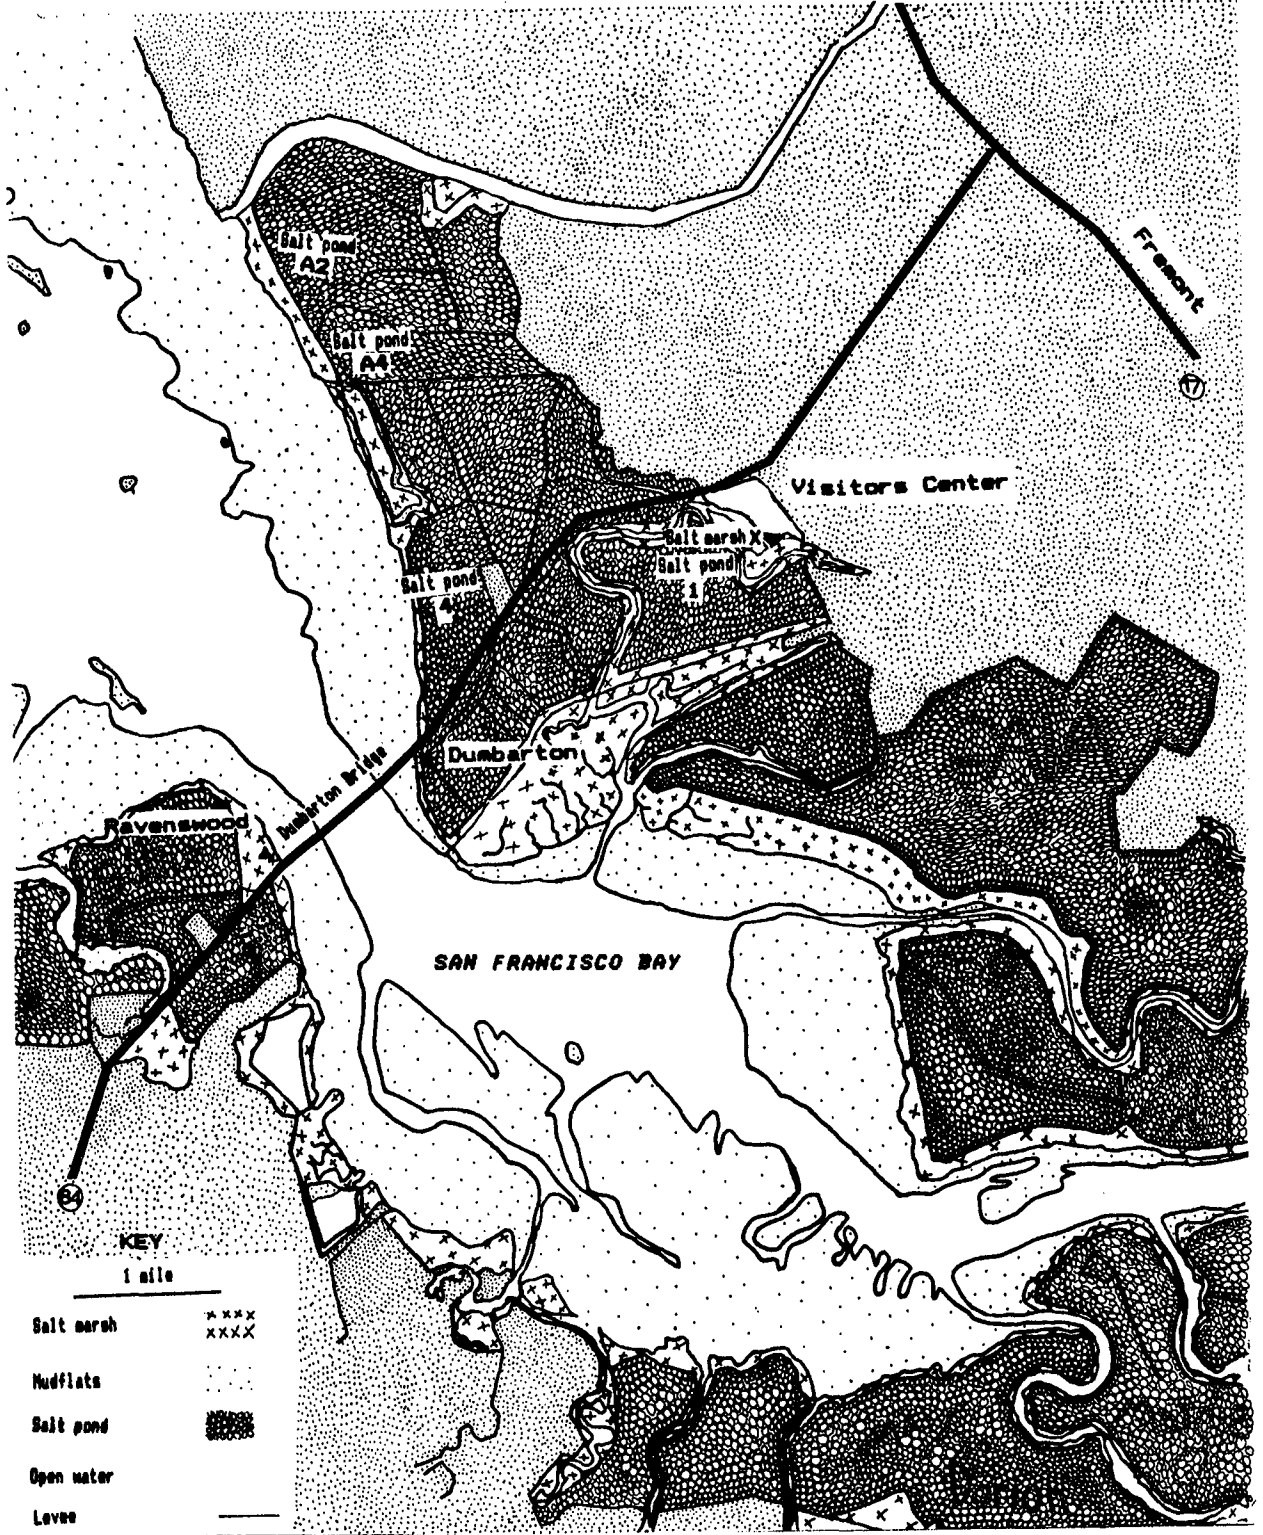 Salt pond
A2
Fremont
Salt pond
A4
17
Visitors Center
Salt marsh X
Salt pond
1
Salt pond
4
Dumbarton
Dumbarton Bridge
Ravenswood
SAN FRANCISCO BAY
84
KEY
1 mile
Salt marsh
Mudflats
Salt pond
Open water
Levee